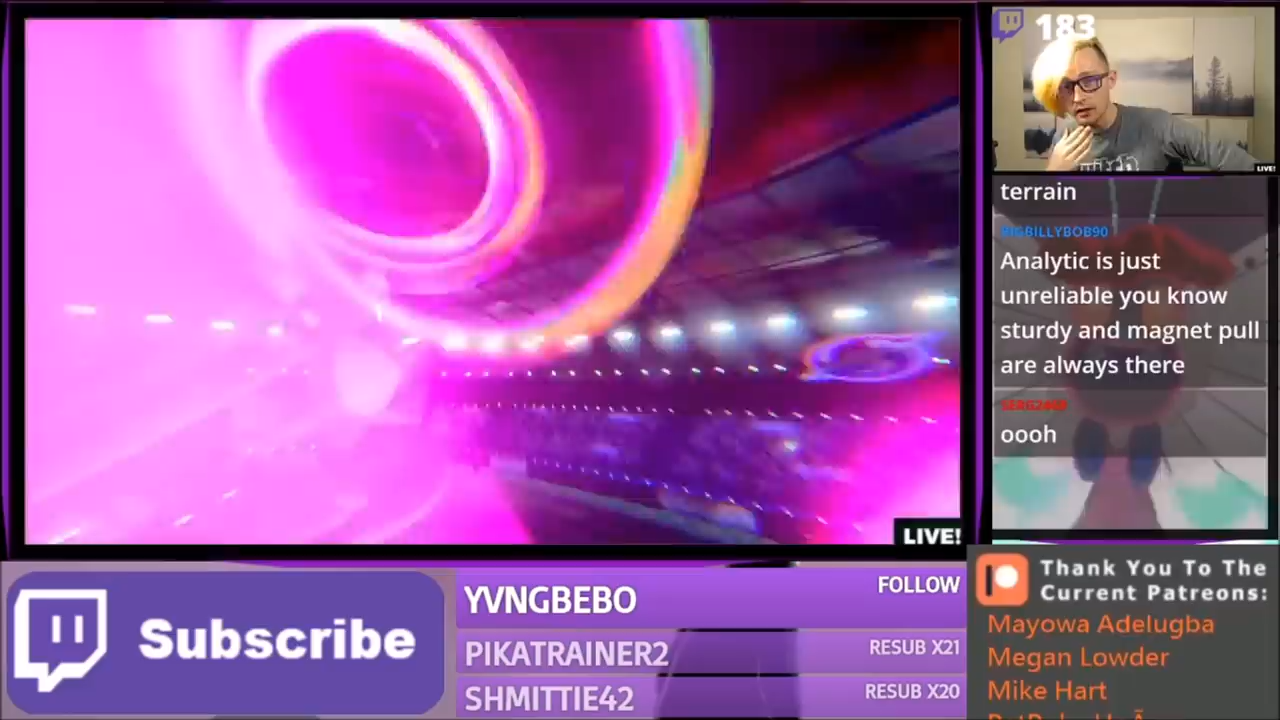 183
LIVE!
terrain
BIGBILLYBOB90
Analytic is just
unreliable you know
sturdy and magnet pull
are always there
oooh
LIVE!
Subscribe
YVNGBEBO
FOLLOW
PIKATRAINER2
RESUB X21
SHMITTIE42
RESUB X20
Thank You To The
Current Patreons:
Mayowa Adelugba
Megan Lowder
Mike Hart